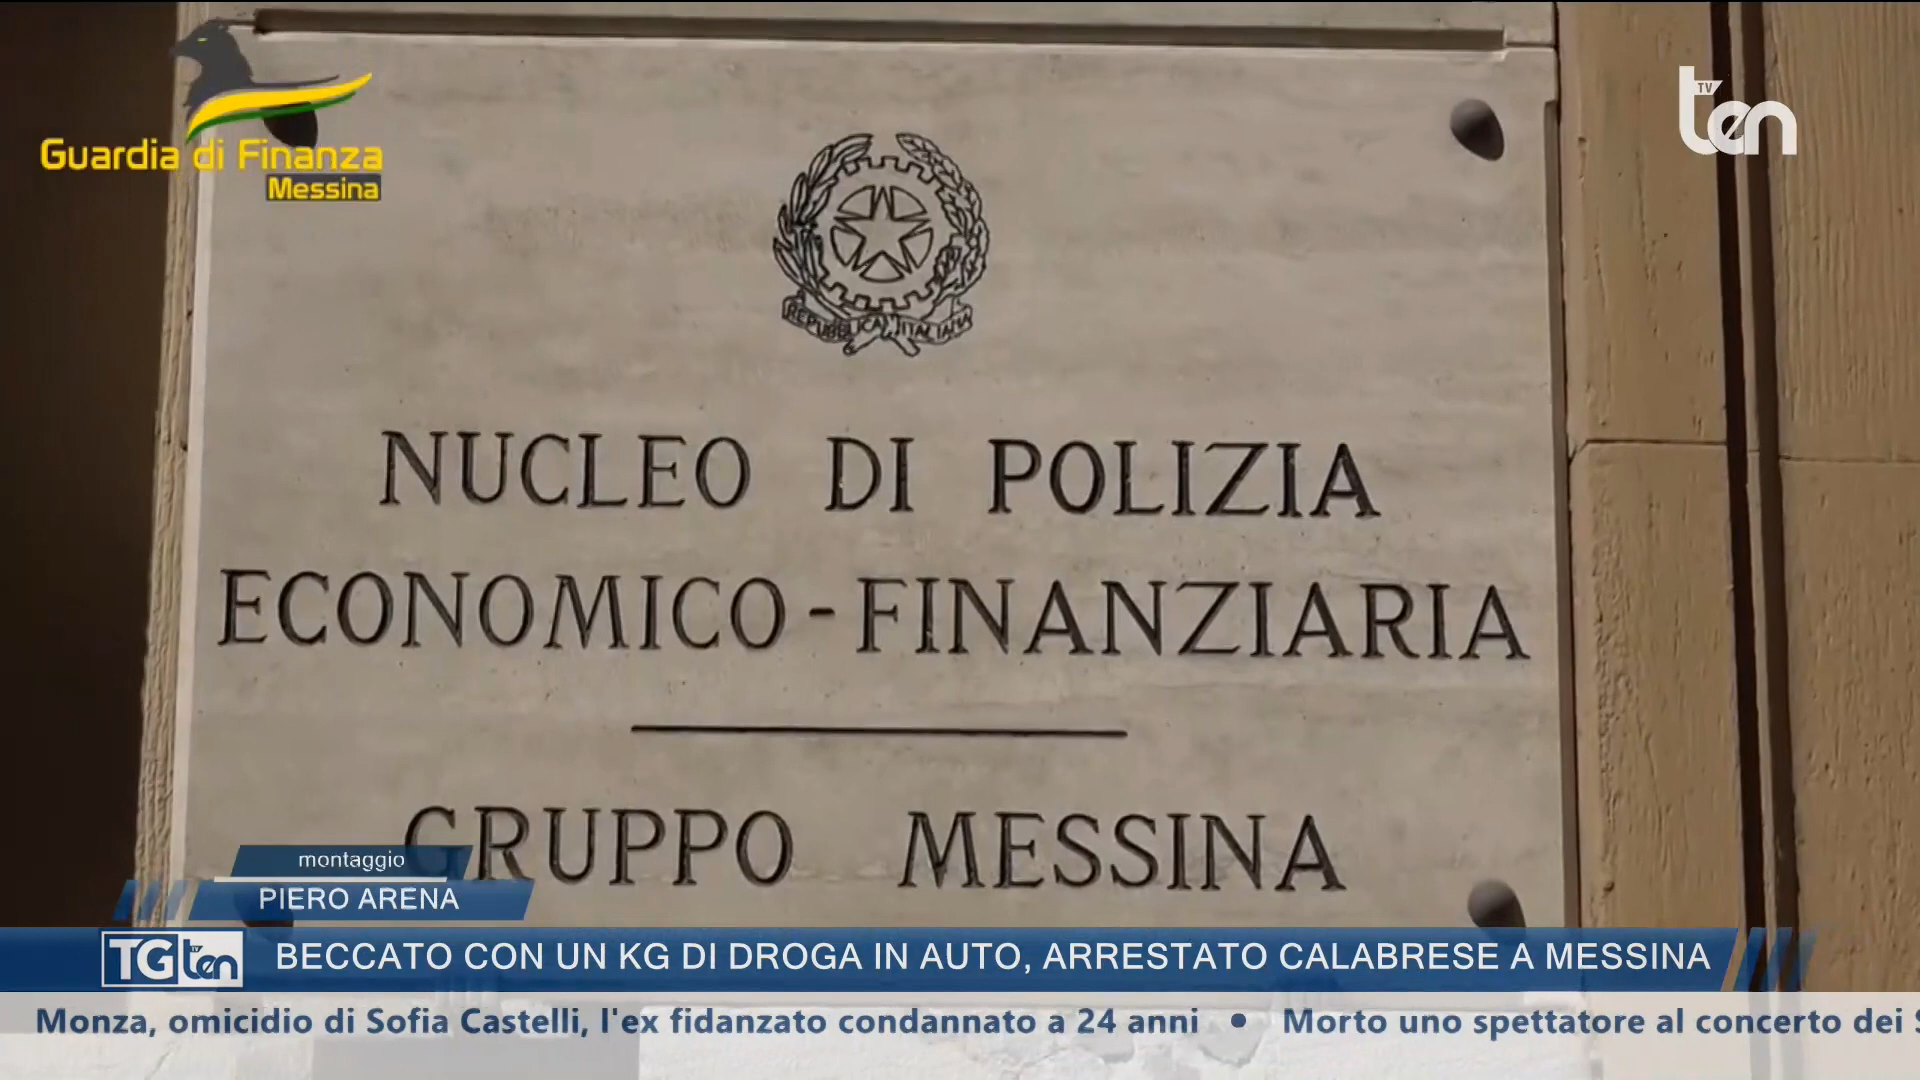 Guardia di Finanza
Messina
TV
ten
REPUBBLICA ITALIANA
NUCLEO DI POLIZIA
ECONOMICO-FINANZIARIA
GRUPPO MESSINA
montaggio
PIERO ARENA
TG ten TV
BECCATO CON UN KG DI DROGA IN AUTO, ARRESTATO CALABRESE A MESSINA
Monza, omicidio di Sofia Castelli, l'ex fidanzato condannato a 24 anni • Morto uno spettatore al concerto dei